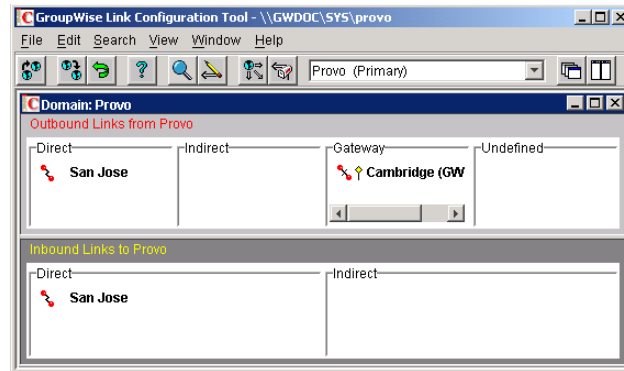 GroupWise Link Configuration Tool - \\GWDOC\SYS\provo
File Edit Search View Window Help
Provo (Primary)
Domain: Provo
Outbound Links from Provo
Direct Indirect Gateway Undefined
San Jose Cambridge (GW
Inbound Links to Provo
Direct Indirect
San Jose